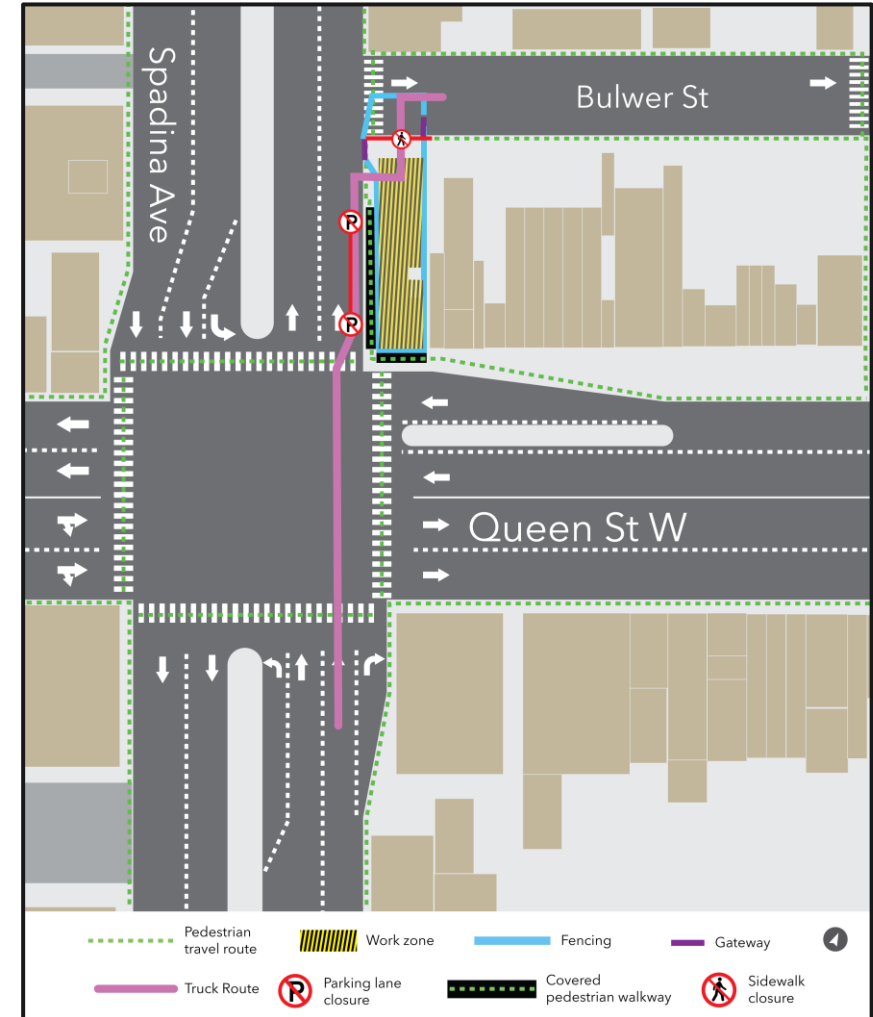 Spadina Ave
Bulwer St
P
P
Queen St W
Pedestrian
travel route
Work zone
Fencing
Gateway
Truck Route
P
Parking lane
closure
Covered
pedestrian walkway
Sidewalk
closure